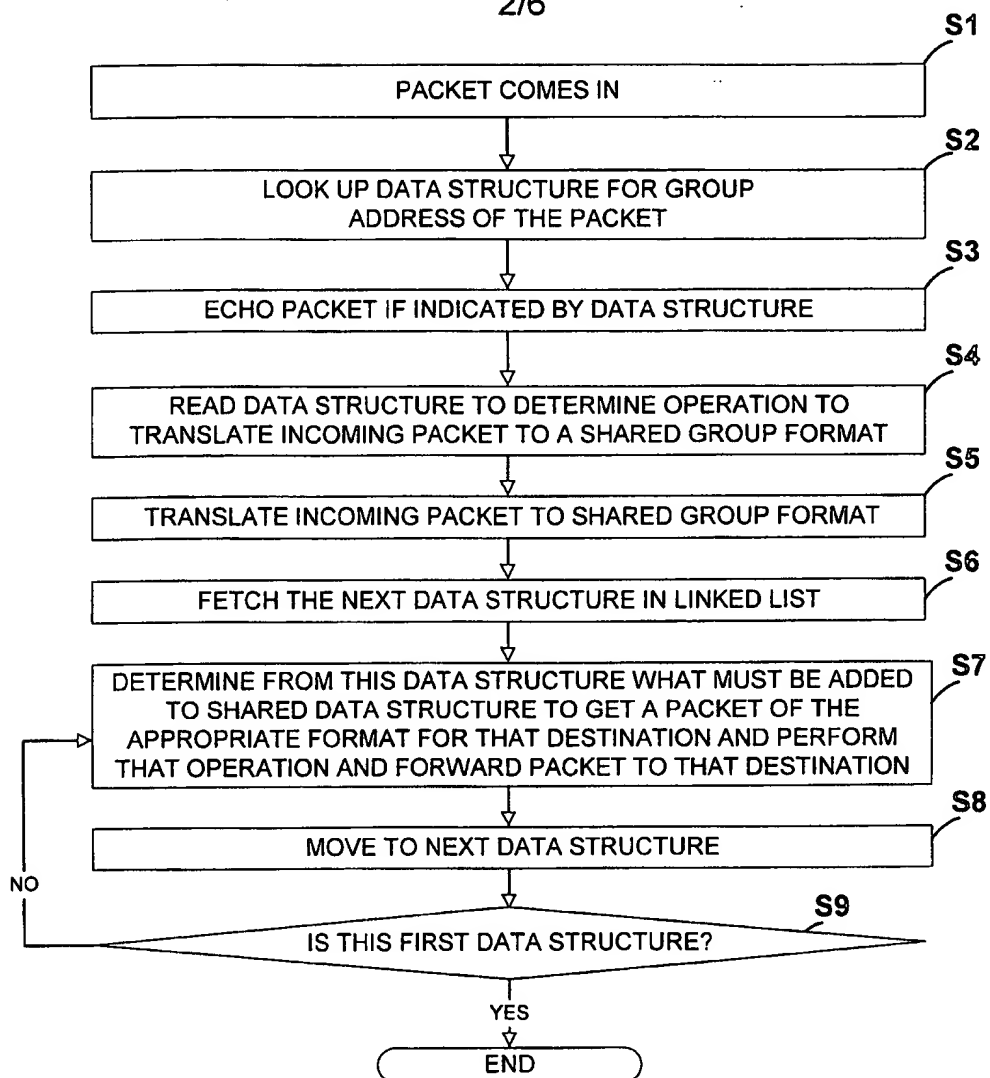 2/6
S1
PACKET COMES IN
S2
LOOK UP DATA STRUCTURE FOR GROUP
ADDRESS OF THE PACKET
S3
ECHO PACKET IF INDICATED BY DATA STRUCTURE
S4
READ DATA STRUCTURE TO DETERMINE OPERATION TO
TRANSLATE INCOMING PACKET TO A SHARED GROUP FORMAT
S5
TRANSLATE INCOMING PACKET TO SHARED GROUP FORMAT
S6
FETCH THE NEXT DATA STRUCTURE IN LINKED LIST
S7
DETERMINE FROM THIS DATA STRUCTURE WHAT MUST BE ADDED
TO SHARED DATA STRUCTURE TO GET A PACKET OF THE
APPROPRIATE FORMAT FOR THAT DESTINATION AND PERFORM
THAT OPERATION AND FORWARD PACKET TO THAT DESTINATION
S8
MOVE TO NEXT DATA STRUCTURE
NO
S9
IS THIS FIRST DATA STRUCTURE?
YES
END